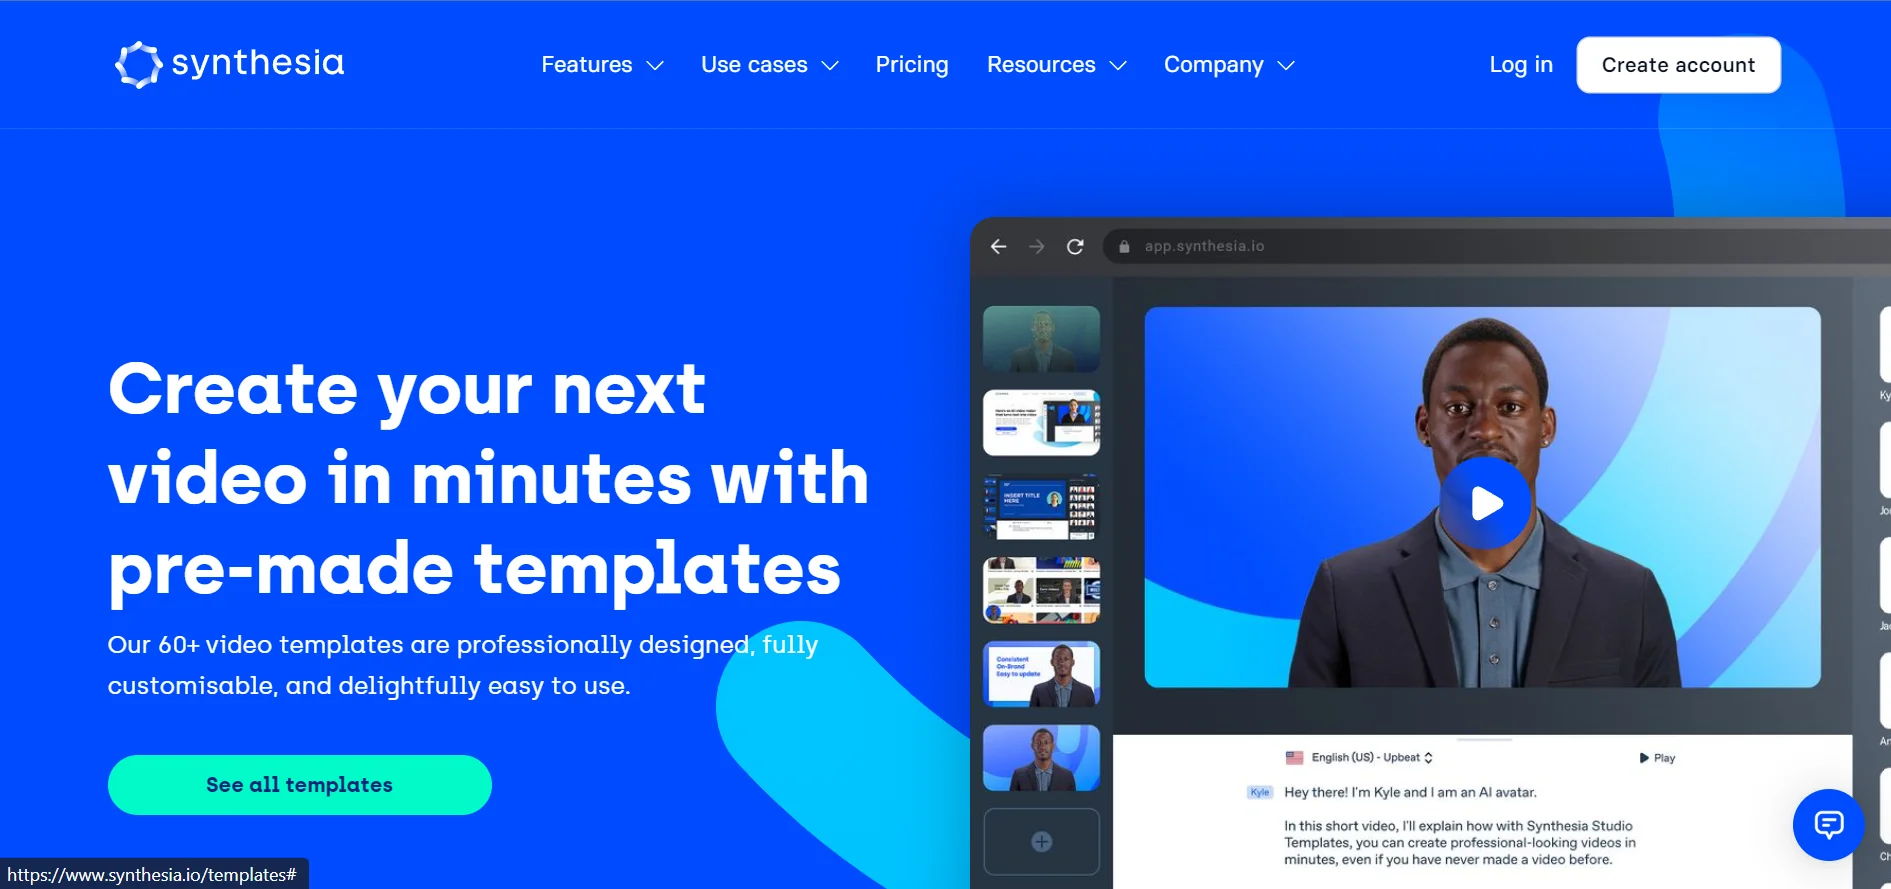 synthesia
Features
Use cases
Pricing
Resources
Company
Log in
Create account
app.synthesia.io
Create your next
video in minutes with
pre-made templates
Our 60+ video templates are professionally designed, fully
customisable, and delightfully easy to use.
See all templates
INSERT TITLE
HERE
Consistent
On-Brand
Easy to update
English (US) - Upbeat
Play
Kyle
Hey there! I'm Kyle and I am an AI avatar.
In this short video, I'll explain how with Synthesia Studio
Templates, you can create professional-looking videos in
minutes, even if you have never made a video before.
https://www.synthesia.io/templates#